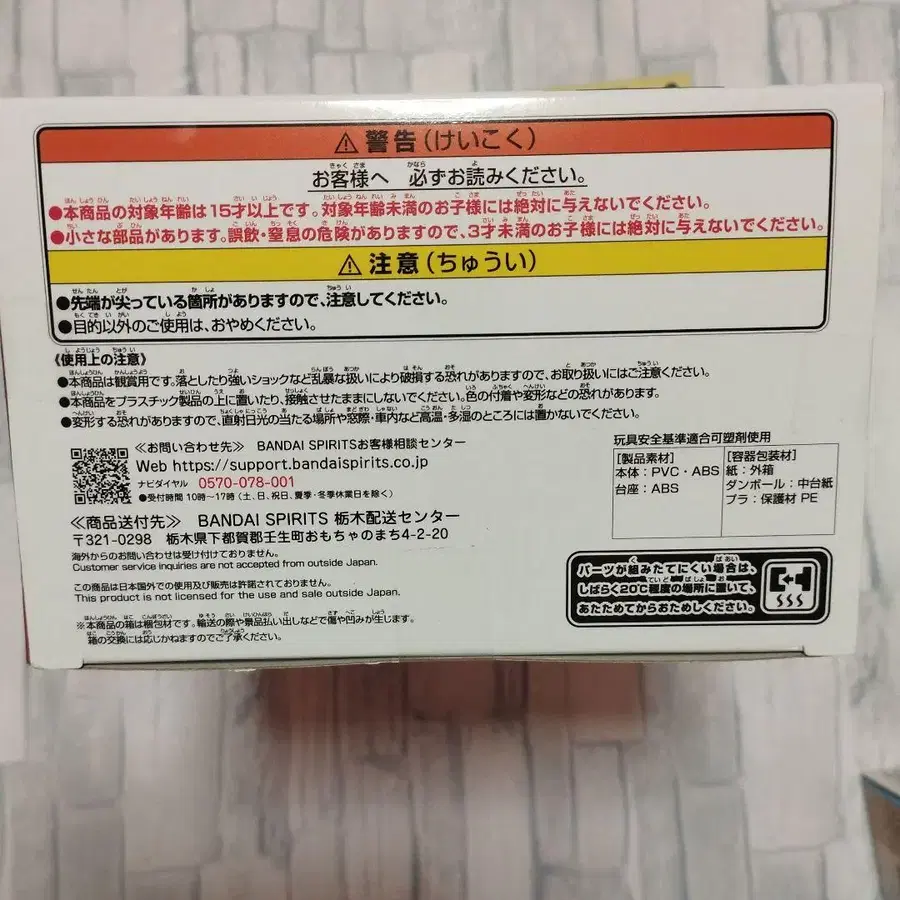 ⚠ 警告(けいこく)
お客様へ 必ずお読みください。
●本商品の対象年齢は15才以上です。対象年齢未満のお子様には絶対に与えないでください。
●小さな部品があります。誤飲・窒息の危険がありますので、3才未満のお子様には絶対に与えないでください。
⚠ 注意(ちゅうい)
●先端が尖っている箇所がありますので、注意してください。
●目的以外のご使用は、おやめください。
《使用上の注意》
●本商品は観賞用です。落としたり強いショックなど乱暴な扱いにより破損する恐れがありますので、お取り扱いにはご注意ください。
●本商品をプラスチック製品の上に置いたり、接触させたままにしないでください。色の付着や変形などの恐れがあります。
●変形する恐れがありますので、直射日光の当たる場所や窓際・車内など高温・多湿のところには置かないでください。
≪お問い合わせ先≫ BANDAI SPIRITSお客様相談センター
Web https://support.bandaispirits.co.jp
ナビダイヤル 0570-078-001
●受付時間 10時～17時(土、日、祝日、夏季・冬季休業日を除く)
≪商品送付先≫ BANDAI SPIRITS 栃木配送センター
〒321-0298 栃木県下都賀郡壬生町おもちゃのまち4-2-20
海外からのお問い合わせは受け付けておりません。
Customer service inquiries are not accepted from outside Japan.
この商品は日本国外での使用及び販売は許諾されておりません。
This product is not licensed for the use and sale outside Japan.
※本商品の箱は梱包材です。輸送の際や景品払い出しなどで傷や凹みが生じます。
箱の交換には応じかねますのでご了承ください。
玩具安全基準適合可塑剤使用
[製品素材]
本体：PVC・ABS
台座：ABS
[容器包装材]
紙：外箱
ダンボール：中台紙
プラ：保護材 PE
パーツが組みたてにくい場合は、
しばらく20℃程度の場所に置いて、
あたためてからおためしください。